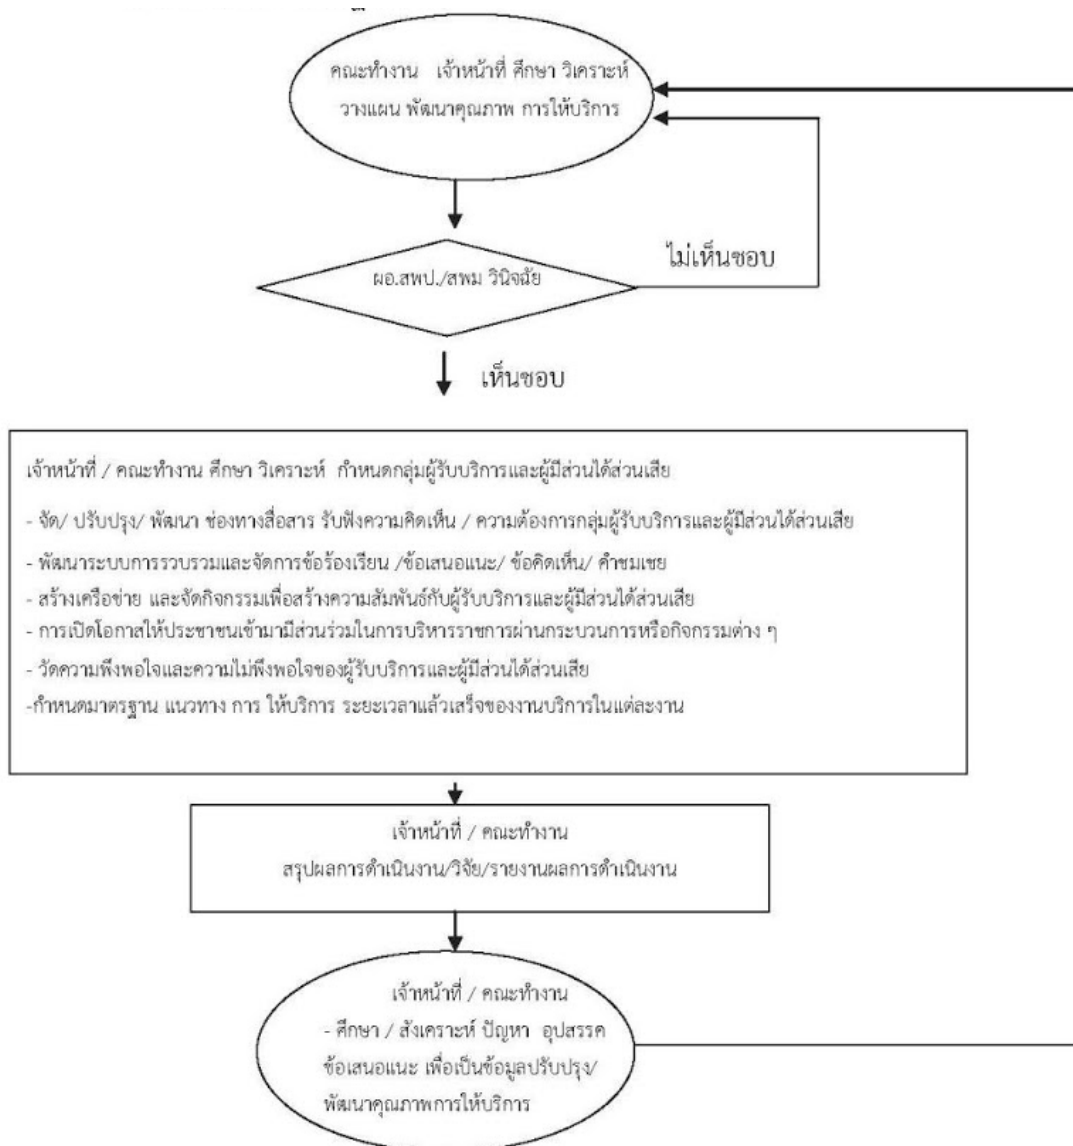 คณะทำงาน เจ้าหน้าที่ ศึกษา วิเคราะห์
วางแผน พัฒนาคุณภาพ การให้บริการ
ผอ.สพป./สพม วินิจฉัย
ไม่เห็นชอบ
เห็นชอบ
เจ้าหน้าที่ / คณะทำงาน ศึกษา วิเคราะห์ กำหนดกลุ่มผู้รับบริการและผู้มีส่วนได้ส่วนเสีย
- จัด/ ปรับปรุง/ พัฒนา ช่องทางสื่อสาร รับฟังความคิดเห็น / ความต้องการกลุ่มผู้รับบริการและผู้มีส่วนได้ส่วนเสีย
- พัฒนาระบบการรวบรวมและจัดการข้อร้องเรียน /ข้อเสนอแนะ/ ข้อคิดเห็น/ คำชมเชย
- สร้างเครือข่าย และจัดกิจกรรมเพื่อสร้างความสัมพันธ์กับผู้รับบริการและผู้มีส่วนได้ส่วนเสีย
- การเปิดโอกาสให้ประชาชนเข้ามามีส่วนร่วมในการบริหารราชการผ่านกระบวนการหรือกิจกรรมต่าง ๆ
- วัดความพึงพอใจและความไม่พึงพอใจของผู้รับบริการและผู้มีส่วนได้ส่วนเสีย
-กำหนดมาตรฐาน แนวทาง การ ให้บริการ ระยะเวลาแล้วเสร็จของงานบริการในแต่ละงาน
เจ้าหน้าที่ / คณะทำงาน
สรุปผลการดำเนินงาน/วิจัย/รายงานผลการดำเนินงาน
เจ้าหน้าที่ / คณะทำงาน
- ศึกษา / สังเคราะห์ ปัญหา อุปสรรค
ข้อเสนอแนะ เพื่อเป็นข้อมูลปรับปรุง/
พัฒนาคุณภาพการให้บริการ